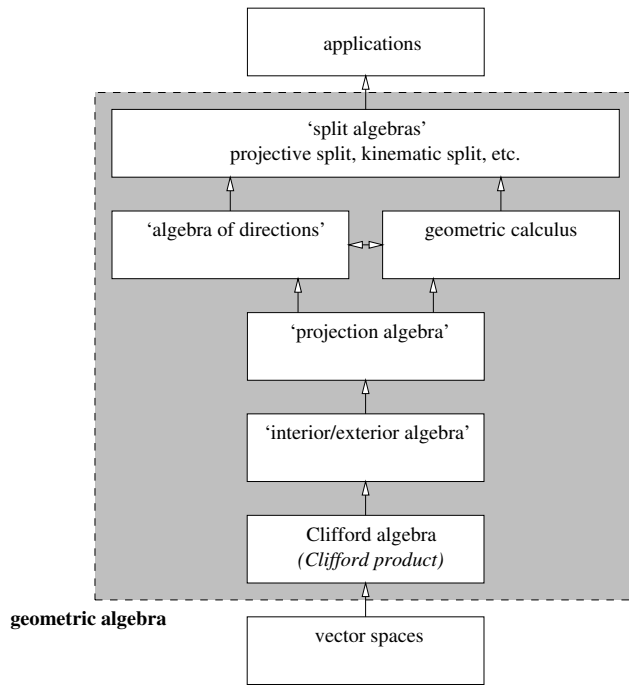 applications
‘split algebras’
projective split, kinematic split, etc.
‘algebra of directions’
geometric calculus
‘projection algebra’
‘interior/exterior algebra’
Clifford algebra
(Clifford product)
geometric algebra
vector spaces